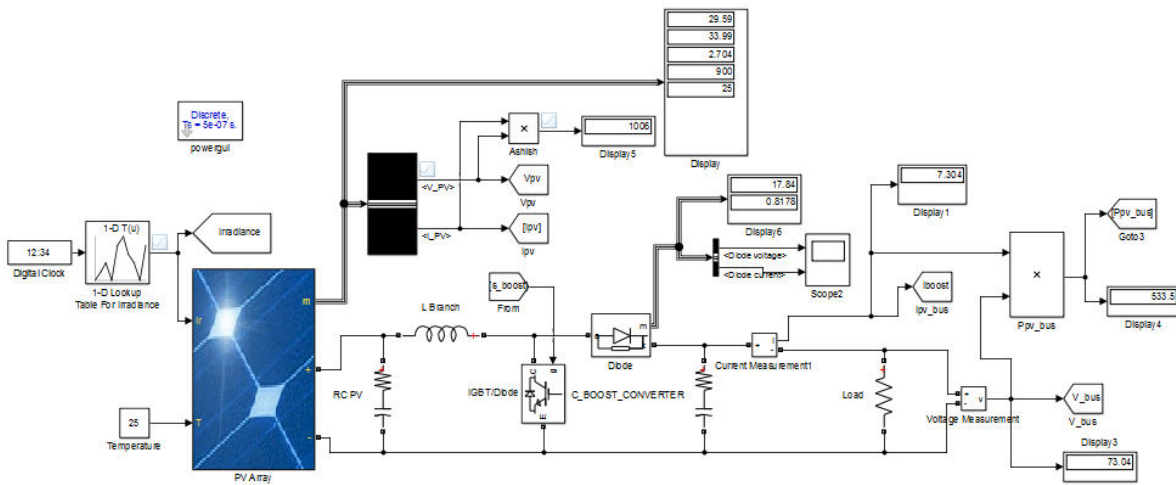 29.59
33.99
2.704
900
25
Display
Discrete,
Ts = 5e-07 s.
powergui
×
Ashish
1006
Display5
<V_PV>
Vpv
Vpv
<I_PV>
[Ipv]
Ipv
17.84
0.8178
Display6
<Diode voltage>
<Diode current>
Scope2
7.304
Display1
[Ppv_bus]
Goto3
×
Ppv_bus
533.5
Display4
12:34
Digital Clock
1-D T(u)
1-D Lookup
Table For Irradiance
Irradiance
[s_boost]
From
Iboost
Ipv_bus
m
Ir
+
T
-
PV Array
L Branch
+
RC PV
g
C
E
IGBT/Diode
a
m
k
Diode
C_BOOST_CONVERTER
+
-
i
Current Measurement1
Load
+
-
v
Voltage Measurement
V_bus
V_bus
Display3
73.04
25
Temperature